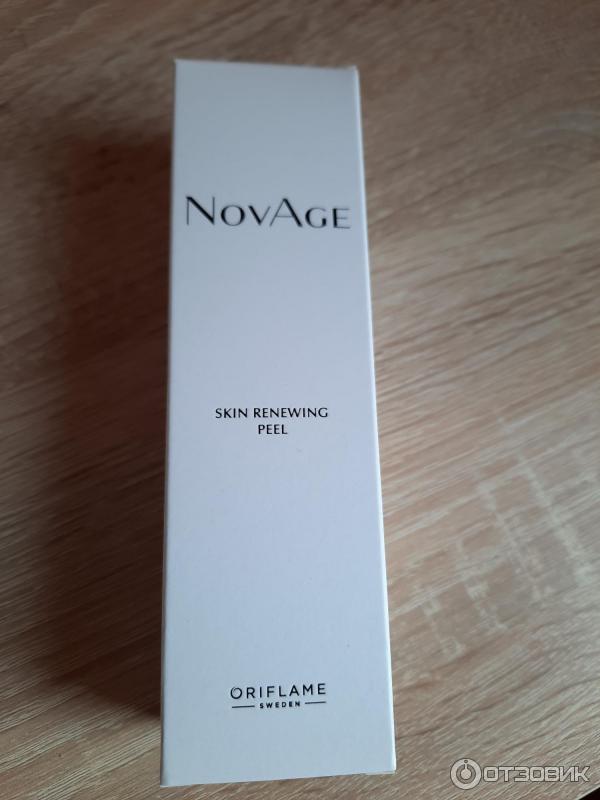 NOVAGE
SKIN RENEWING
PEEL
ORIFLAME
SWEDEN
ОТЗОВИК